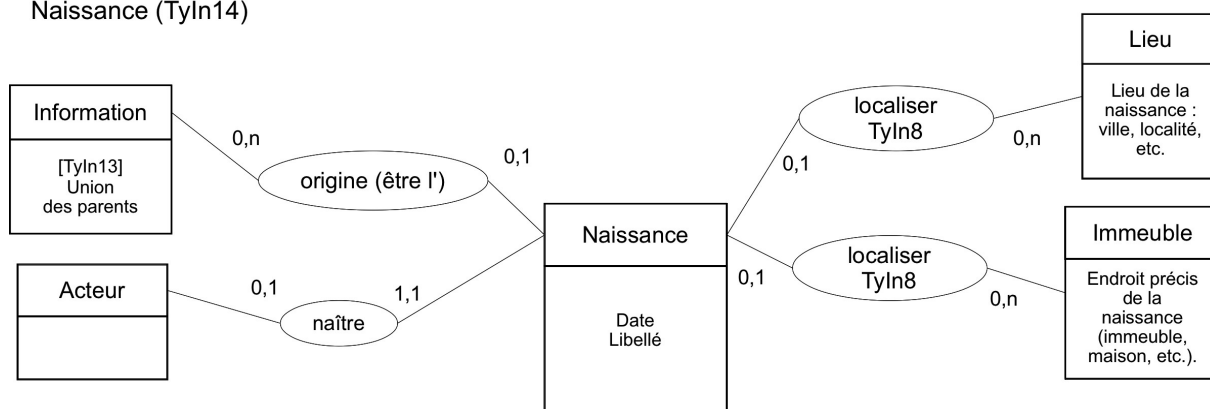 Naissance (TyIn14)
Information
[TyIn13]
Union
des parents
0,n
origine (être l')
0,1
Acteur
0,1
naître
1,1
Naissance
Date
Libellé
0,1
localiser
TyIn8
0,n
Lieu
Lieu de la
naissance :
ville, localité,
etc.
0,1
localiser
TyIn8
0,n
Immeuble
Endroit précis
de la
naissance
(immeuble,
maison, etc.).